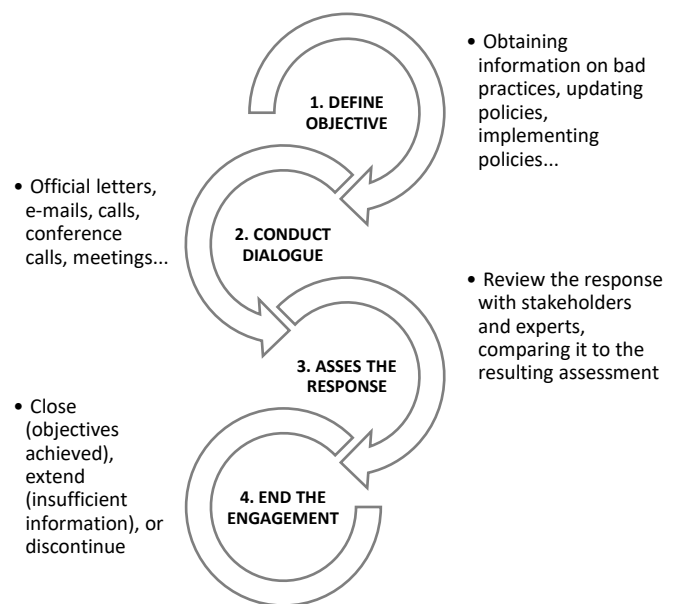 1. DEFINE
OBJECTIVE
• Obtaining
information on bad
practices, updating
policies,
implementing
policies...
• Official letters,
e-mails, calls,
conference
calls, meetings...
2. CONDUCT
DIALOGUE
3. ASSES THE
RESPONSE
• Review the response
with stakeholders
and experts,
comparing it to the
resulting assessment
• Close
(objectives
achieved),
extend
(insufficient
information), or
discontinue
4. END THE
ENGAGEMENT